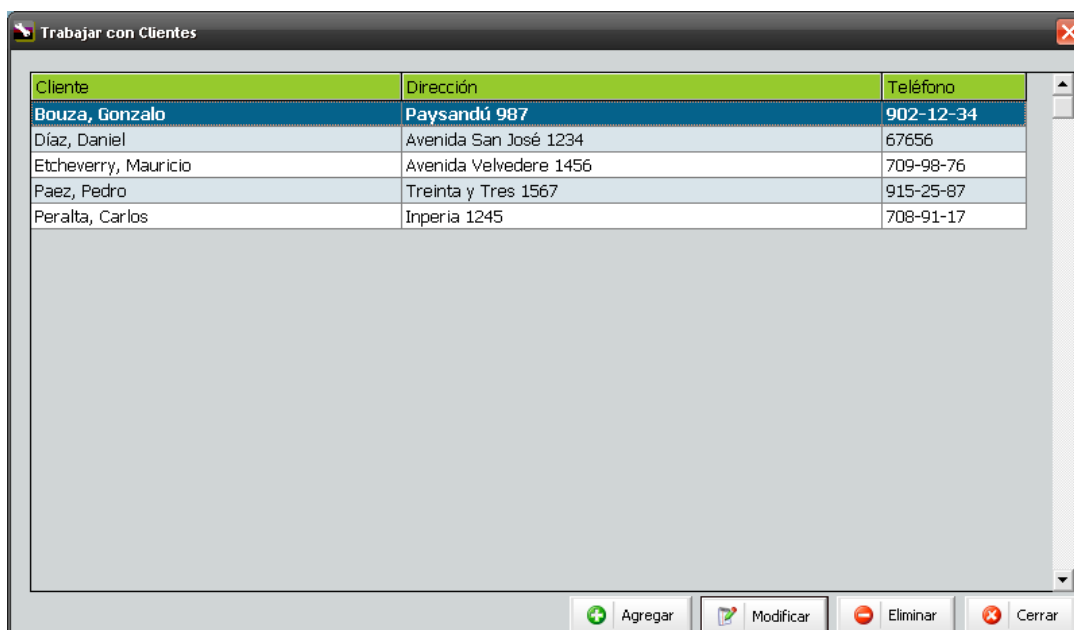 Trabajar con Clientes
Cliente Dirección Teléfono
Bouza, Gonzalo Paysandú 987 902-12-34
Díaz, Daniel Avenida San José 1234 67656
Etcheverry, Mauricio Avenida Velvedere 1456 709-98-76
Paez, Pedro Treinta y Tres 1567 915-25-87
Peralta, Carlos Inperia 1245 708-91-17
Agregar Modificar Eliminar Cerrar